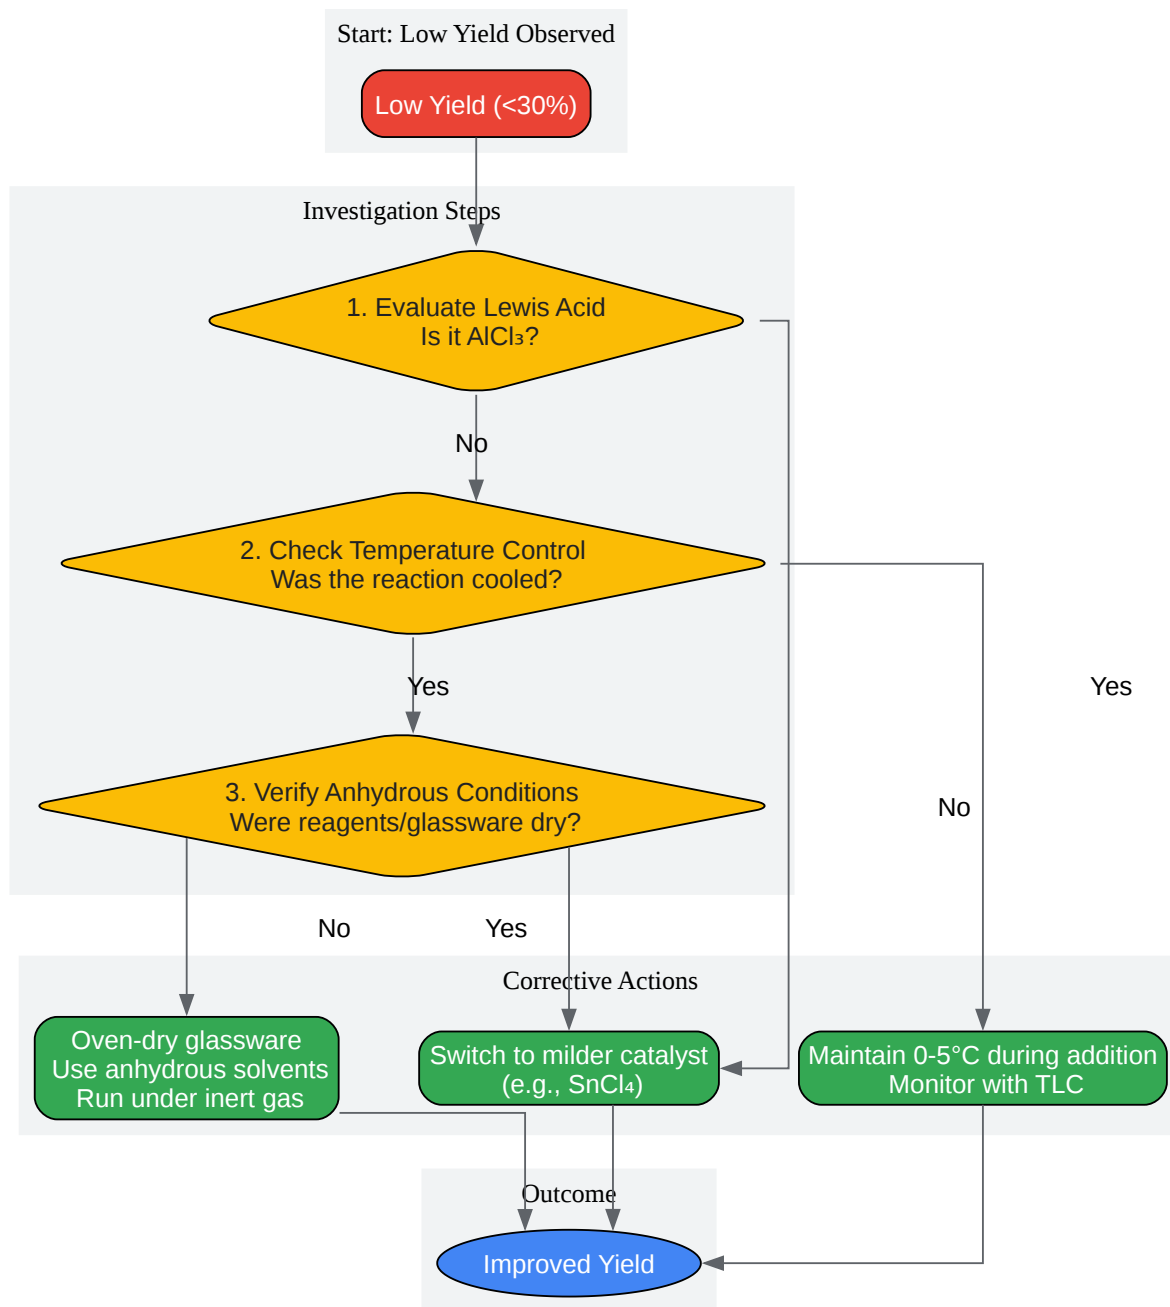 Start: Low Yield Observed
Low Yield (<30%)
Investigation Steps
1. Evaluate Lewis Acid
Is it AlCl₃?
No
2. Check Temperature Control
Was the reaction cooled?
Yes
Yes
3. Verify Anhydrous Conditions
Were reagents/glassware dry?
No
No
Yes
Corrective Actions
Oven-dry glassware
Use anhydrous solvents
Run under inert gas
Switch to milder catalyst
(e.g., SnCl₄)
Maintain 0-5°C during addition
Monitor with TLC
Outcome
Improved Yield